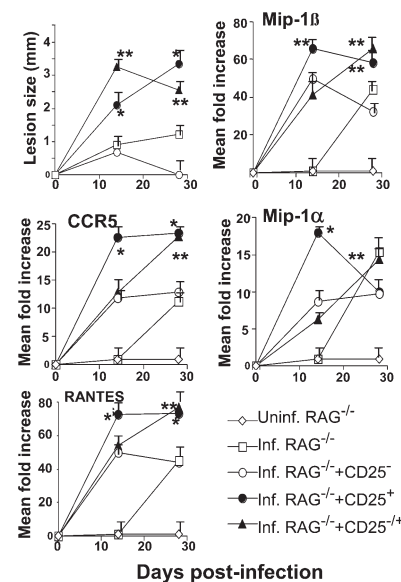 Lesion size (mm)
4
3
2
1
0
0 10 20 30
** *
*
**
Mip-1ß
Mean fold increase
80
60
40
20
0 10 20 30
** **
**
CCR5
Mean fold increase
25
20
15
10
5
0
0 10 20 30
*
*
**
Mip-1α
Mean fold increase
20
15
10
5
0
0 10 20 30
*
**
RANTES
Mean fold increase
80
60
40
20
0
0 10 20 30
* **
*
Uninf. RAG-/-
Inf. RAG-/-
Inf. RAG-/-+CD25-
Inf. RAG-/-+CD25+
Inf. RAG-/-+CD25-/+
Days post-infection